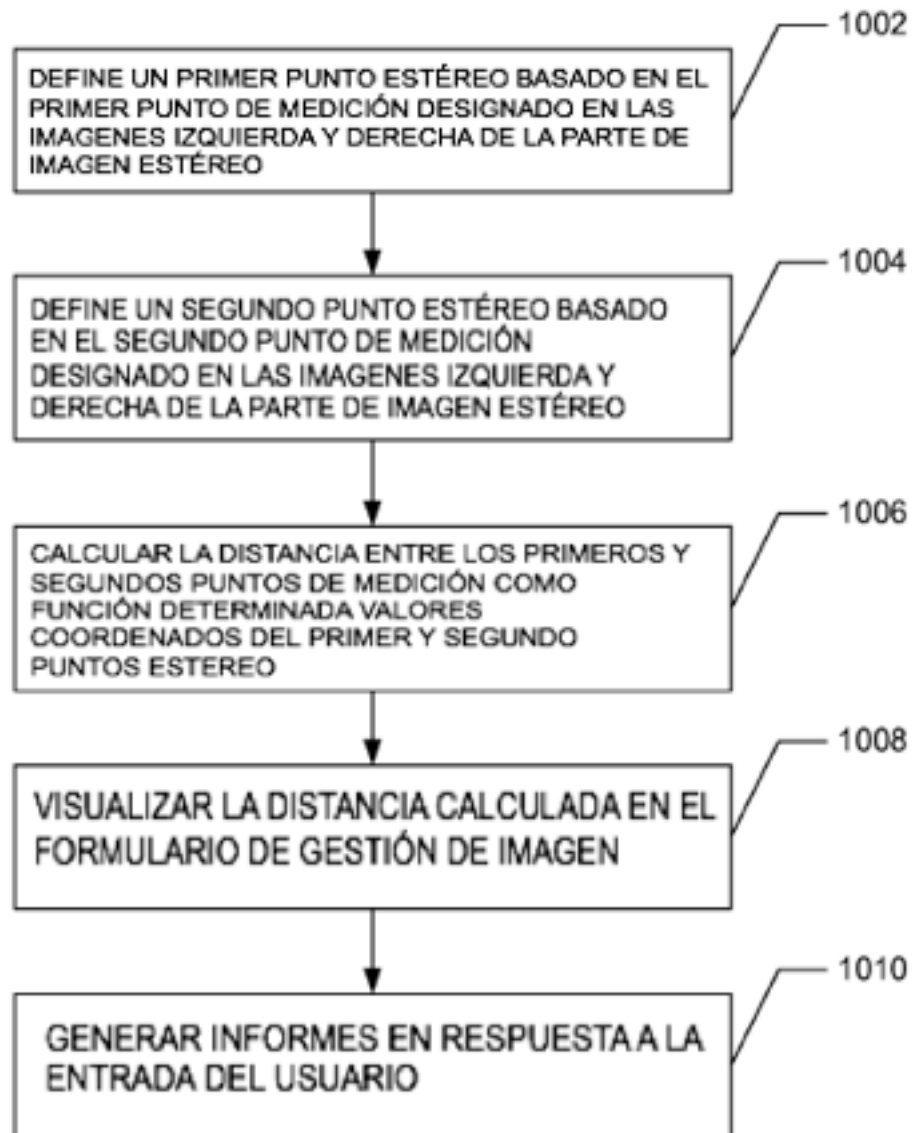 1002
DEFINE UN PRIMER PUNTO ESTÉREO BASADO EN EL
PRIMER PUNTO DE MEDICIÓN DESIGNADO EN LAS
IMAGENES IZQUIERDA Y DERECHA DE LA PARTE DE
IMAGEN ESTÉREO
1004
DEFINE UN SEGUNDO PUNTO ESTÉREO BASADO
EN EL SEGUNDO PUNTO DE MEDICIÓN
DESIGNADO EN LAS IMAGENES IZQUIERDA Y
DERECHA DE LA PARTE DE IMAGEN ESTÉREO
1006
CALCULAR LA DISTANCIA ENTRE LOS PRIMEROS Y
SEGUNDOS PUNTOS DE MEDICIÓN COMO
FUNCIÓN DETERMINADA VALORES
COORDENADOS DEL PRIMER Y SEGUNDO
PUNTOS ESTEREO
1008
VISUALIZAR LA DISTANCIA CALCULADA EN EL
FORMULARIO DE GESTIÓN DE IMAGEN
1010
GENERAR INFORMES EN RESPUESTA A LA
ENTRADA DEL USUARIO